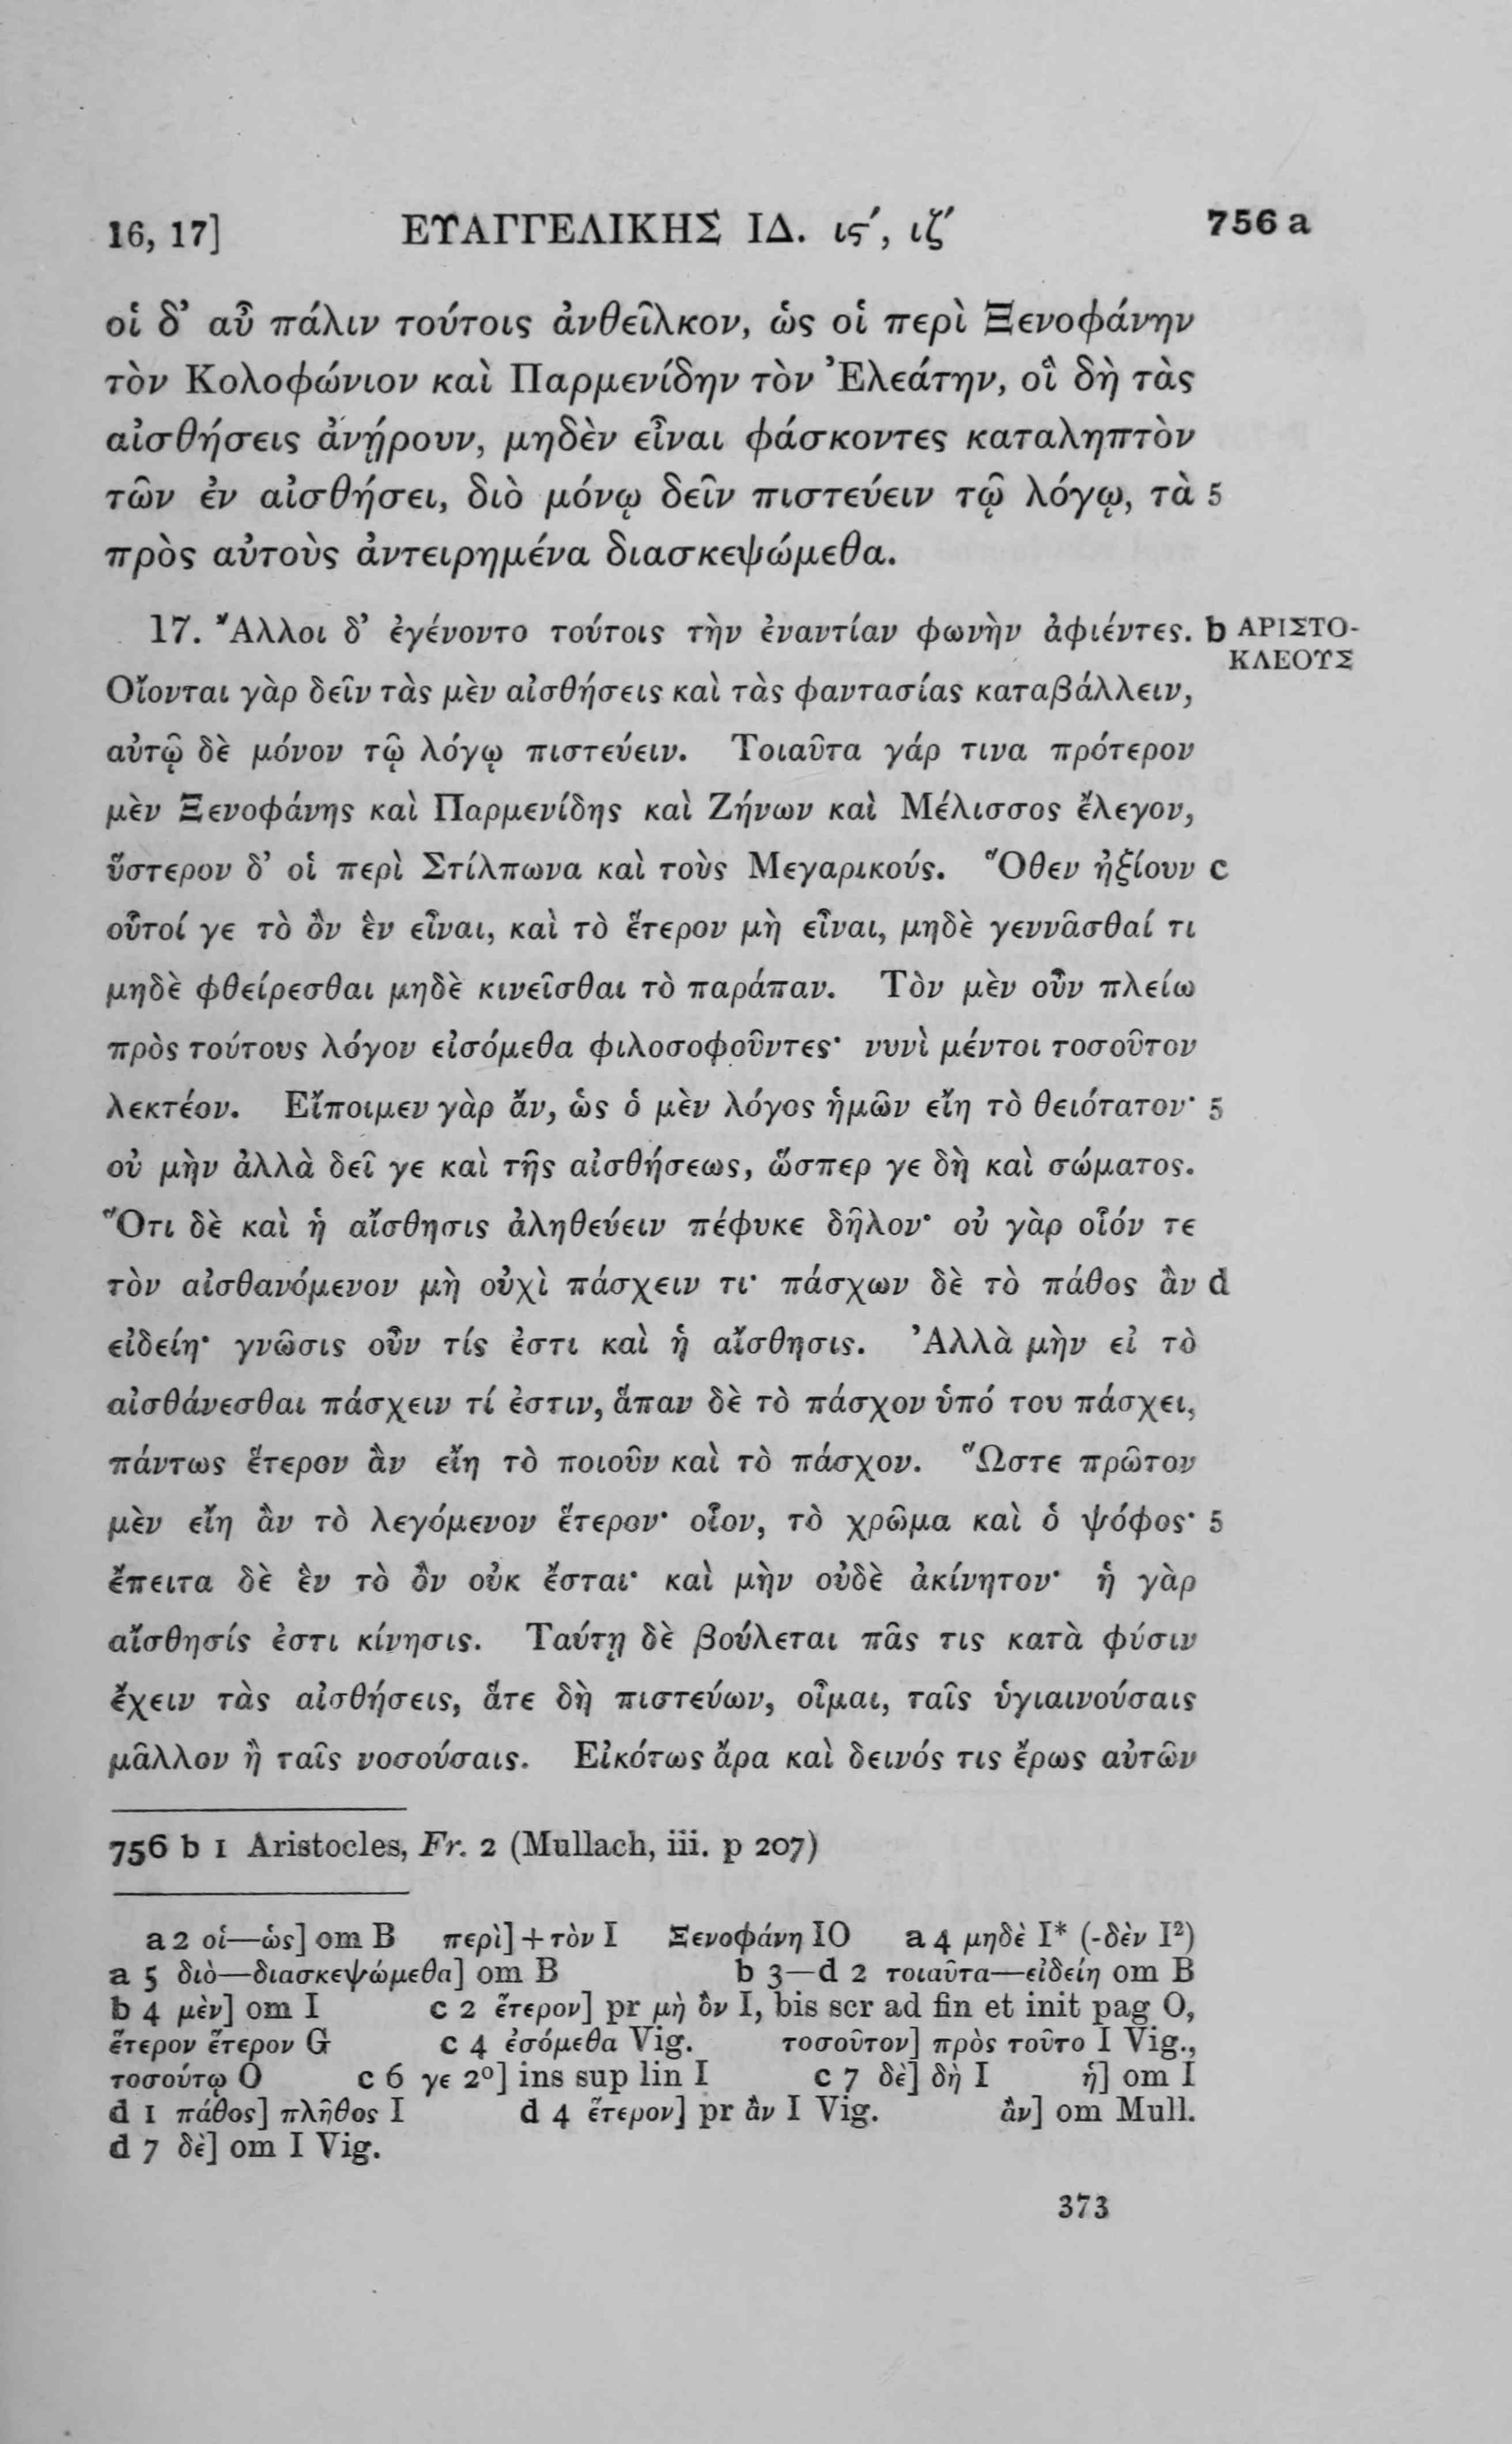 16, 17] ΕΥΑΓΓΕΛΙΚΗΣ ΙΔ. ις´, ιζ´ 756 a
οἱ δ’ αὖ πάλιν τούτοις ἀνθεῖλκον, ὡς οἱ περὶ Ξενοφάνην
τὸν Κολοφώνιον καὶ Παρμενίδην τὸν Ἐλεάτην, οἳ δὴ τὰς
αἰσθήσεις ἀνῄρουν, μηδὲν εἶναι φάσκοντες καταληπτὸν
τῶν ἐν αἰσθήσει, διὸ μόνῳ δεῖν πιστεύειν τῷ λόγῳ, τὰ 5
πρὸς αὐτοὺς ἀντειρημένα διασκεψώμεθα.
17. Ἄλλοι δ’ ἐγένοντο τούτοις τὴν ἐναντίαν φωνὴν ἀφιέντες. b ΑΡΙΣΤΟ-
ΚΛΕΟΥΣ
Οἴονται γὰρ δεῖν τὰς μὲν αἰσθήσεις καὶ τὰς φαντασίας καταβάλλειν,
αὐτῷ δὲ μόνον τῷ λόγῳ πιστεύειν. Τοιαῦτα γάρ τινα πρότερον
μὲν Ξενοφάνης καὶ Παρμενίδης καὶ Ζήνων καὶ Μέλισσος ἔλεγον,
ὕστερον δ’ οἱ περὶ Στίλπωνα καὶ τοὺς Μεγαρικούς. Ὅθεν ἠξίουν c
οὗτοί γε τὸ ὂν ἓν εἶναι, καὶ τὸ ἕτερον μὴ εἶναι, μηδὲ γεννᾶσθαί τι
μηδὲ φθείρεσθαι μηδὲ κινεῖσθαι τὸ παράπαν. Τὸν μὲν οὖν πλείω
πρὸς τούτους λόγον εἰσόμεθα φιλοσοφοῦντες· νυνὶ μέντοι τοσοῦτον
λεκτέον. Εἴποιμεν γὰρ ἄν, ὡς ὁ μὲν λόγος ἡμῶν εἴη τὸ θειότατον· 5
οὐ μὴν ἀλλὰ δεῖ γε καὶ τῆς αἰσθήσεως, ὥσπερ γε δὴ καὶ σώματος.
Ὅτι δὲ καὶ ἡ αἴσθησις ἀληθεύειν πέφυκε δῆλον· οὐ γὰρ οἷόν τε
τὸν αἰσθανόμενον μὴ οὐχὶ πάσχειν τι· πάσχων δὲ τὸ πάθος ἂν d
εἰδείη· γνῶσις οὖν τίς ἐστι καὶ ἡ αἴσθησις. Ἀλλὰ μὴν εἰ τὸ
αἰσθάνεσθαι πάσχειν τί ἐστιν, ἅπαν δὲ τὸ πάσχον ὑπό του πάσχει,
πάντως ἕτερον ἂν εἴη τὸ ποιοῦν καὶ τὸ πάσχον. Ὥστε πρῶτον
μὲν εἴη ἂν τὸ λεγόμενον ἕτερον· οἷον, τὸ χρῶμα καὶ ὁ ψόφος· 5
ἔπειτα δὲ ἓν τὸ ὂν οὐκ ἔσται· καὶ μὴν οὐδὲ ἀκίνητον· ἡ γὰρ
αἴσθησίς ἐστι κίνησις. Ταύτῃ δὲ βούλεται πᾶς τις κατὰ φύσιν
ἔχειν τὰς αἰσθήσεις, ἅτε δὴ πιστεύων, οἶμαι, ταῖς ὑγιαινούσαις
μᾶλλον ἢ ταῖς νοσούσαις. Εἰκότως ἄρα καὶ δεινός τις ἔρως αὐτῶν
756 b 1 Aristocles, Fr. 2 (Mullach, iii. p 207)
a 2 οἱ—ὡς] om B περὶ] + τὸν I Ξενοφάνη IO a 4 μηδὲ I* (-δὲν I²)
a 5 διὸ—διασκεψώμεθα] om B b 3—d 2 τοιαῦτα—εἰδείη om B
b 4 μὲν] om I c 2 ἕτερον] pr μὴ ὂν I, bis scr ad fin et init pag O,
ἕτερον ἕτερον G c 4 ἐσόμεθα Vig. τοσοῦτον] πρὸς τοῦτο I Vig.,
τοσούτῳ O c 6 γε 2⁰] ins sup lin I c 7 δὲ] δὴ I ἡ] om I
d 1 πάθος] πλῆθος I d 4 ἕτερον] pr ἂν I Vig. ἂν] om Mull.
d 7 δὲ] om I Vig.
373